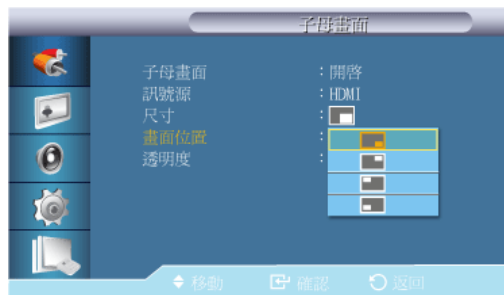 子母畫面
子母畫面 : 開啓
訊號源 : HDMI
尺寸 :
畫面位置 :
透明度 :
移動 確認 返回